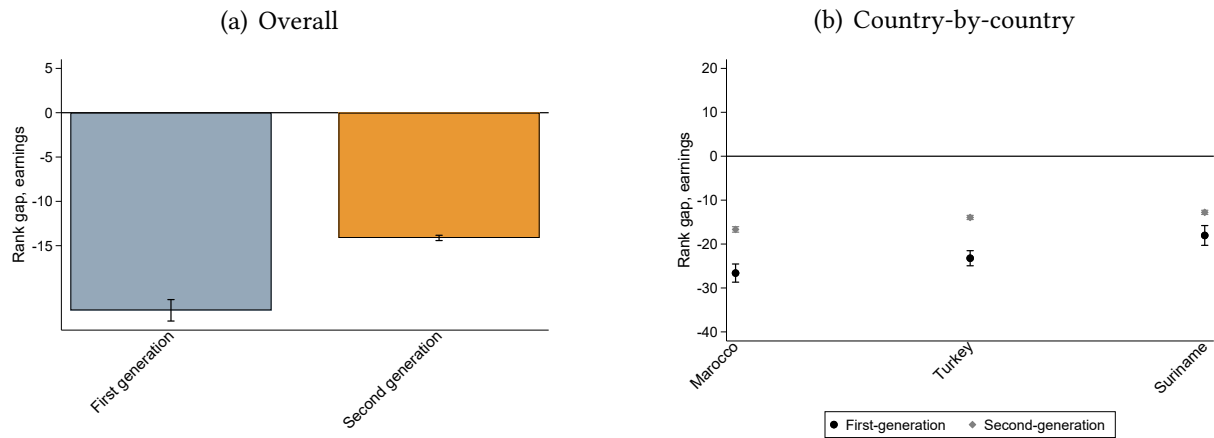 (a) Overall
5
0
-5
-10
-15
Rank gap, earnings
First generation
Second generation
(b) Country-by-country
20
10
0
-10
-20
-30
-40
Rank gap, earnings
Marocco
Turkey
Suriname
First-generation Second-generation